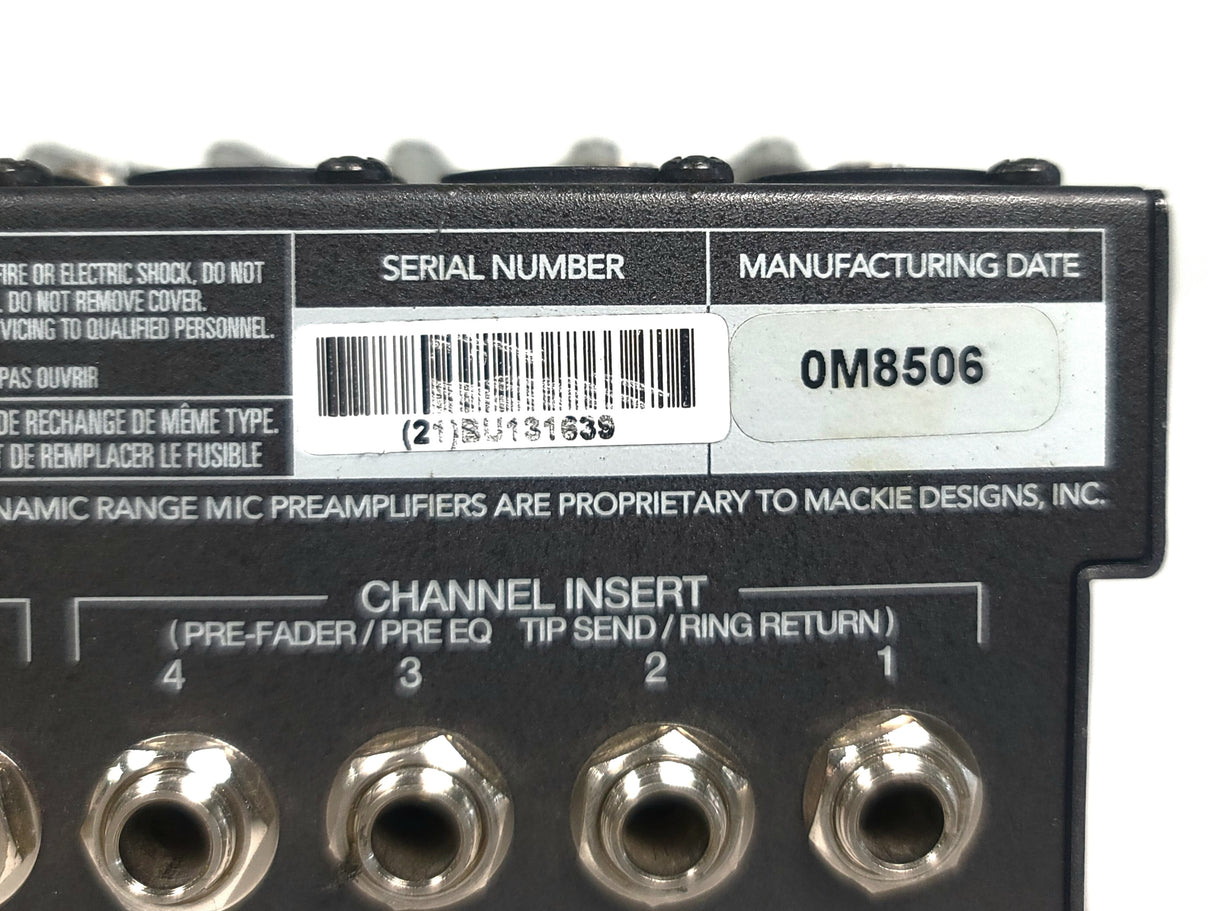 FIRE OR ELECTRIC SHOCK, DO NOT
DO NOT REMOVE COVER.
VICING TO QUALIFIED PERSONNEL.
PAS OUVRIR
DE RECHANGE DE MÊME TYPE.
T DE REMPLACER LE FUSIBLE
SERIAL NUMBER
(21)BU131639
MANUFACTURING DATE
0M8506
NAMIC RANGE MIC PREAMPLIFIERS ARE PROPRIETARY TO MACKIE DESIGNS, INC.
CHANNEL INSERT
(PRE-FADER / PRE EQ TIP SEND / RING RETURN)
4 3 2 1